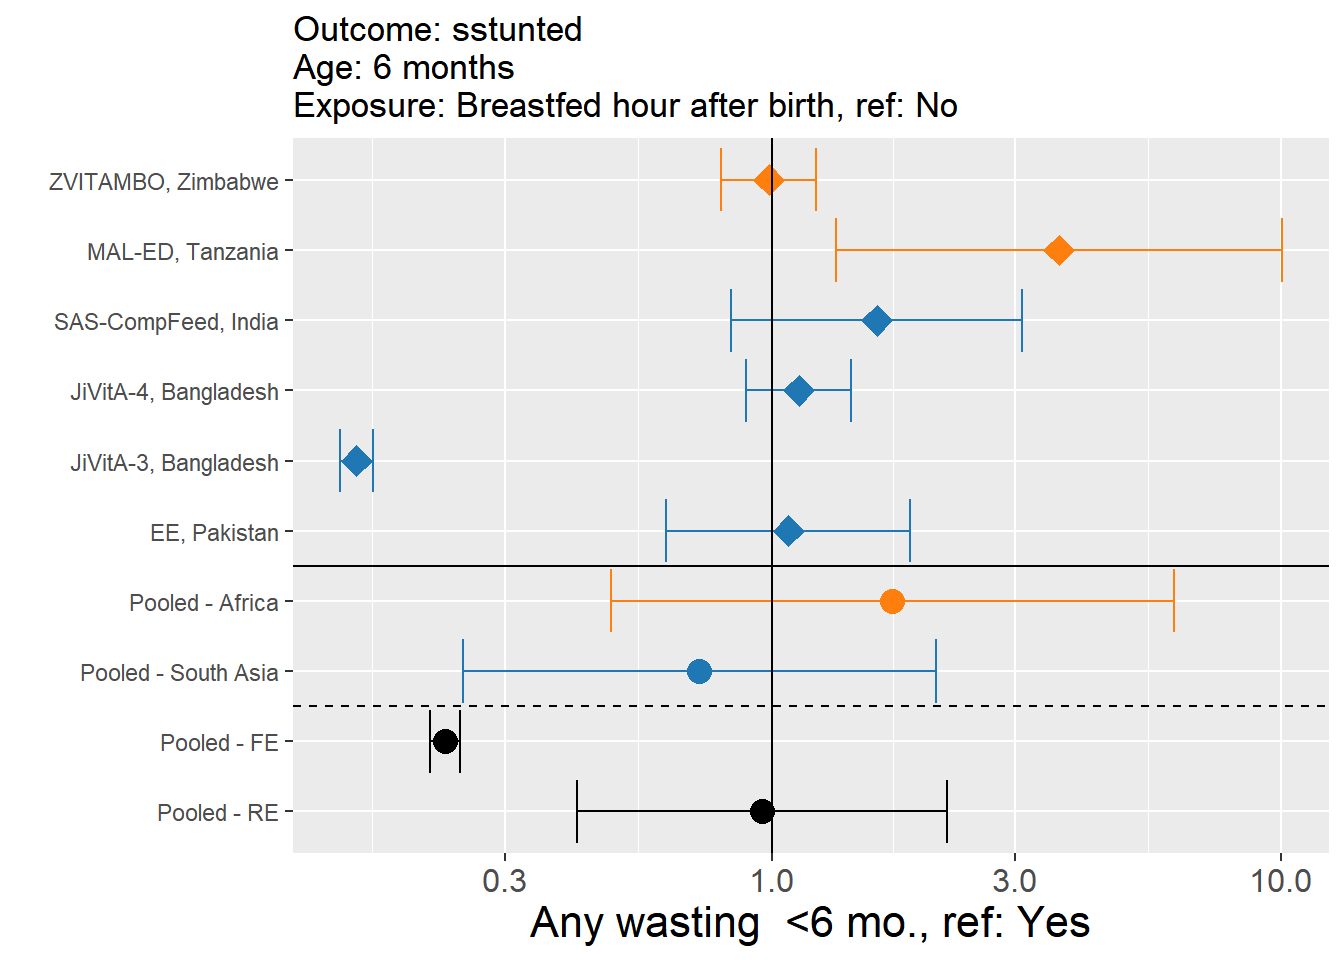 Outcome: sstunted
Age: 6 months
Exposure: Breastfed hour after birth, ref: No
ZVITAMBO, Zimbabwe
MAL-ED, Tanzania
SAS-CompFeed, India
JiVitA-4, Bangladesh
JiVitA-3, Bangladesh
EE, Pakistan
Pooled - Africa
Pooled - South Asia
Pooled - FE
Pooled - RE
0.3 1.0 3.0 10.0
Any wasting  <6 mo., ref: Yes